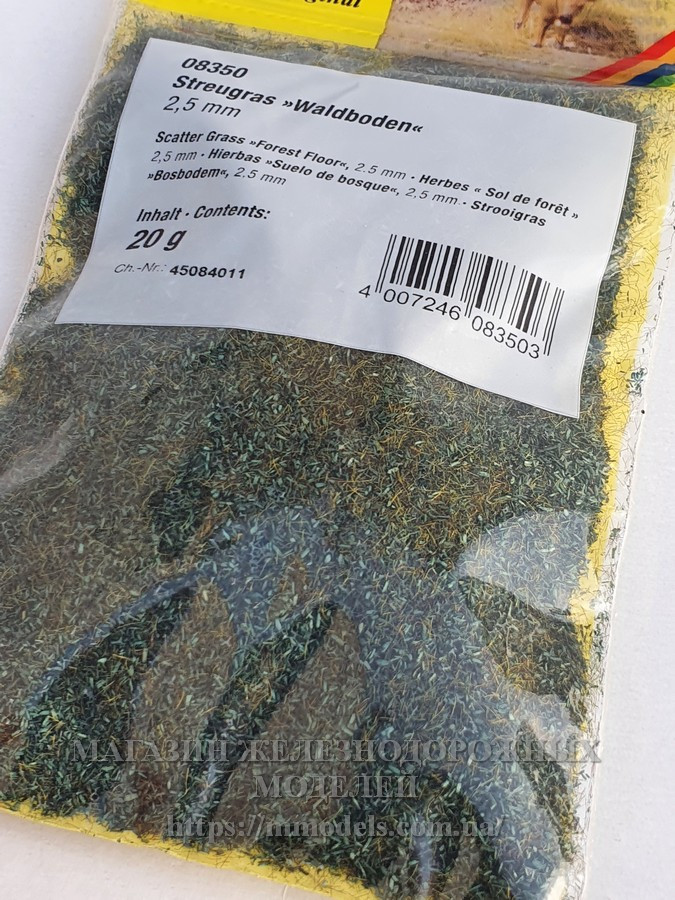 08350
Streugras »Waldboden«
2,5 mm
Scatter Grass »Forest Floor«, 2.5 mm · Herbes « Sol de forêt »
2,5 mm · Hierbas »Suelo de bosque«, 2,5 mm · Strooigras
»Bosbodem«, 2.5 mm
Inhalt · Contents:
20 g
Ch.-Nr.: 45084011
4 007246 083503
МАГАЗИН ЖЕЛЕЗНОДОРОЖНЫХ
МОДЕЛЕЙ
https://mmodels.com.ua/